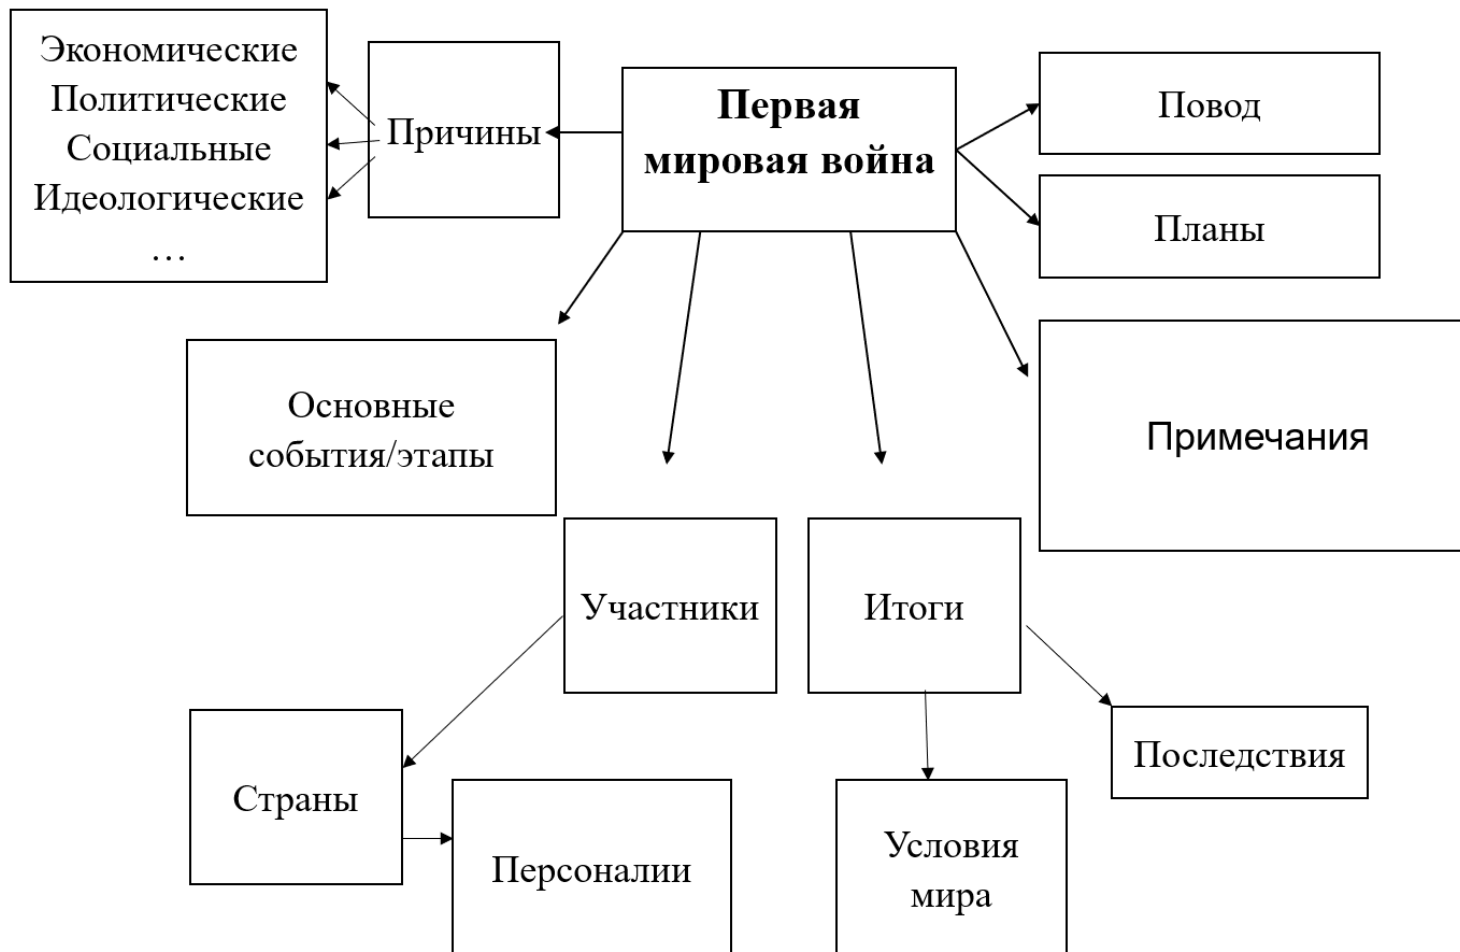 Экономические
Политические
Социальные
Идеологические
…
Причины
Первая
мировая война
Повод
Планы
Основные
события/этапы
Примечания
Участники
Итоги
Страны
Персоналии
Условия
мира
Последствия